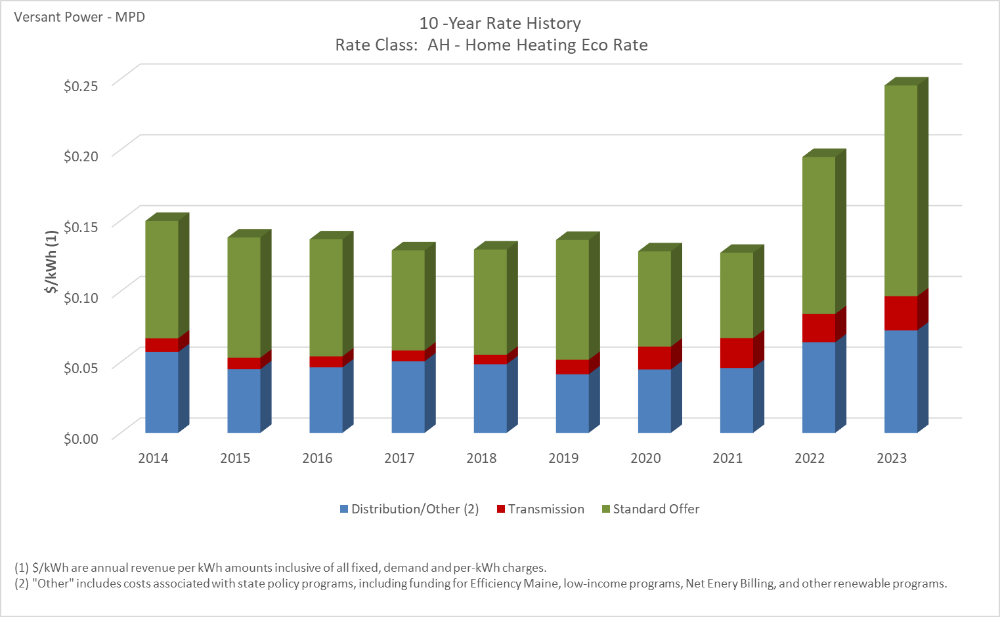 Versant Power - MPD
10 -Year Rate History
Rate Class:  AH - Home Heating Eco Rate
$0.25
$0.20
$0.15
$0.10
$0.05
$0.00
$/kWh (1)
2014 2015 2016 2017 2018 2019 2020 2021 2022 2023
Distribution/Other (2) Transmission Standard Offer
(1) $/kWh are annual revenue per kWh amounts inclusive of all fixed, demand and per-kWh charges.
(2) "Other" includes costs associated with state policy programs, including funding for Efficiency Maine, low-income programs, Net Enery Billing, and other renewable programs.